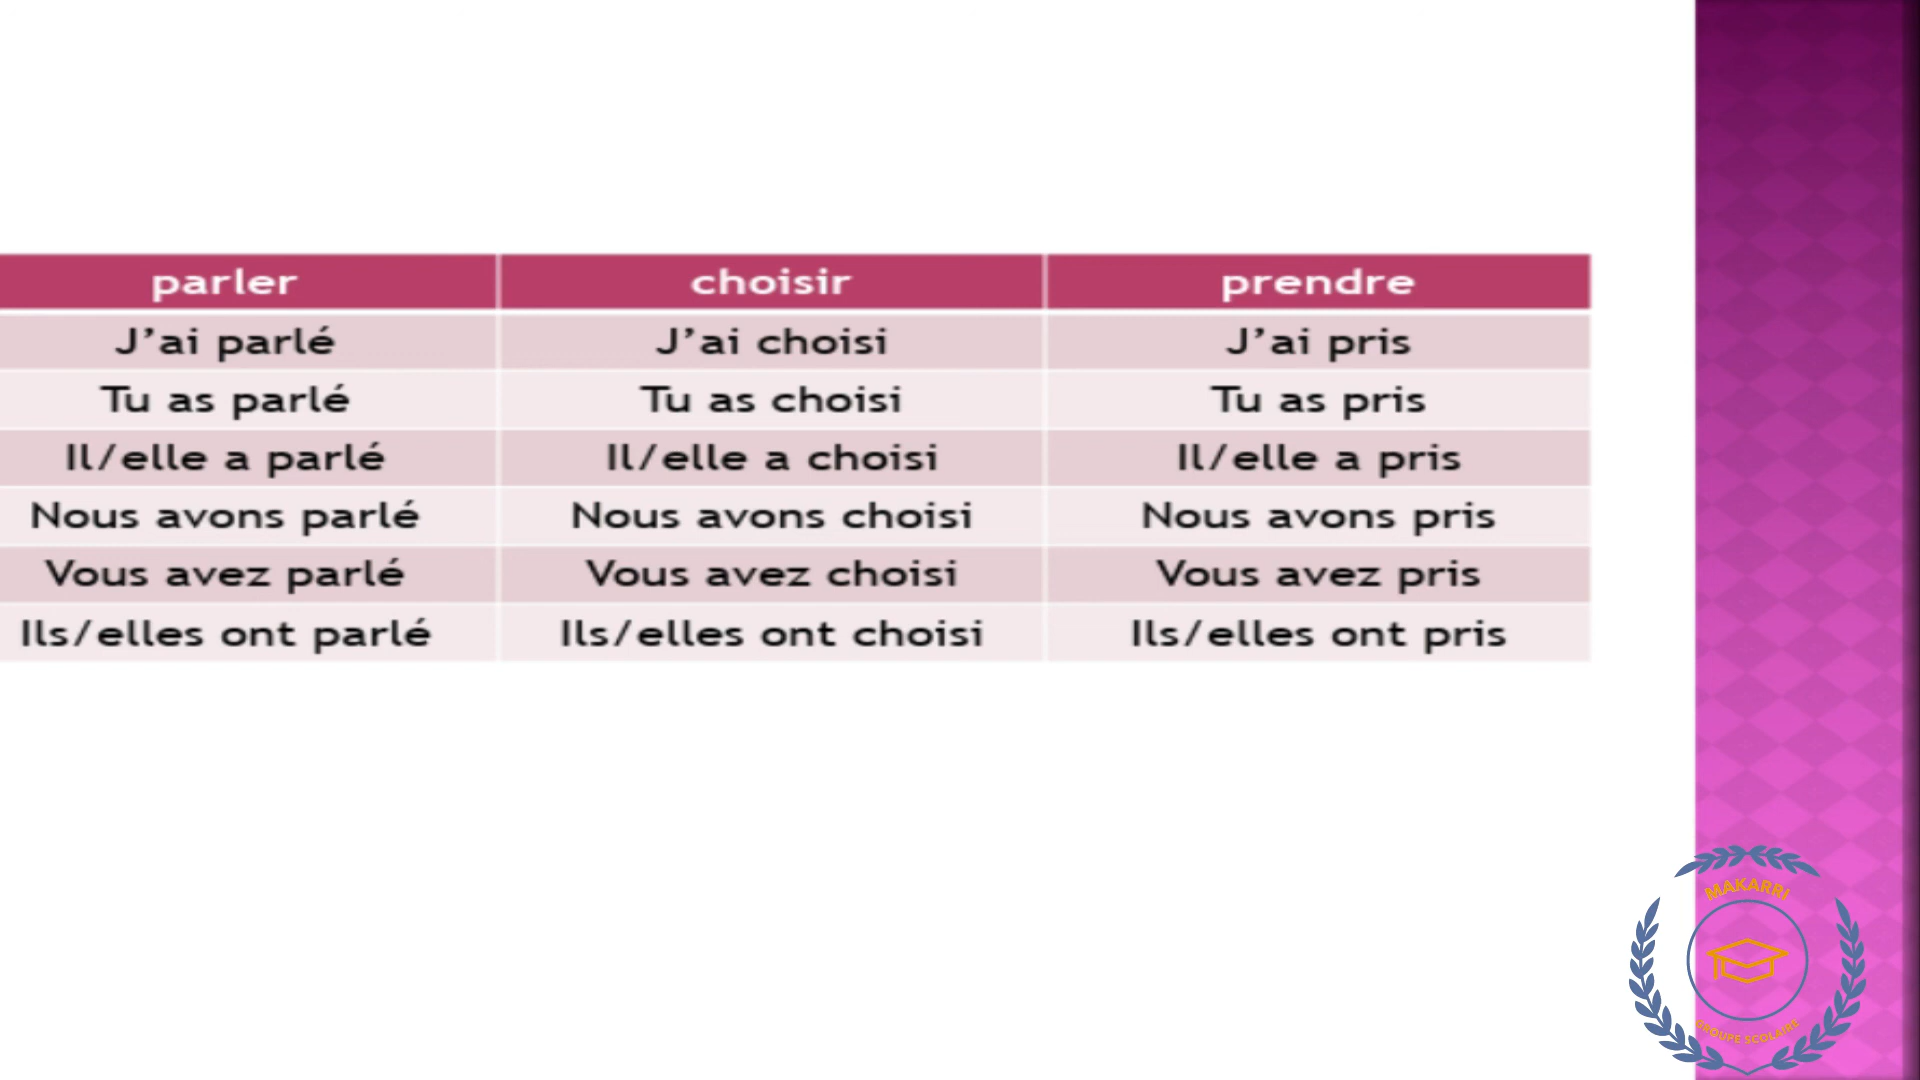 parler choisir prendre
J’ai parlé J’ai choisi J’ai pris
Tu as parlé Tu as choisi Tu as pris
Il/elle a parlé Il/elle a choisi Il/elle a pris
Nous avons parlé Nous avons choisi Nous avons pris
Vous avez parlé Vous avez choisi Vous avez pris
Ils/elles ont parlé Ils/elles ont choisi Ils/elles ont pris
MAKARRI
GROUPE SCOLAIRE